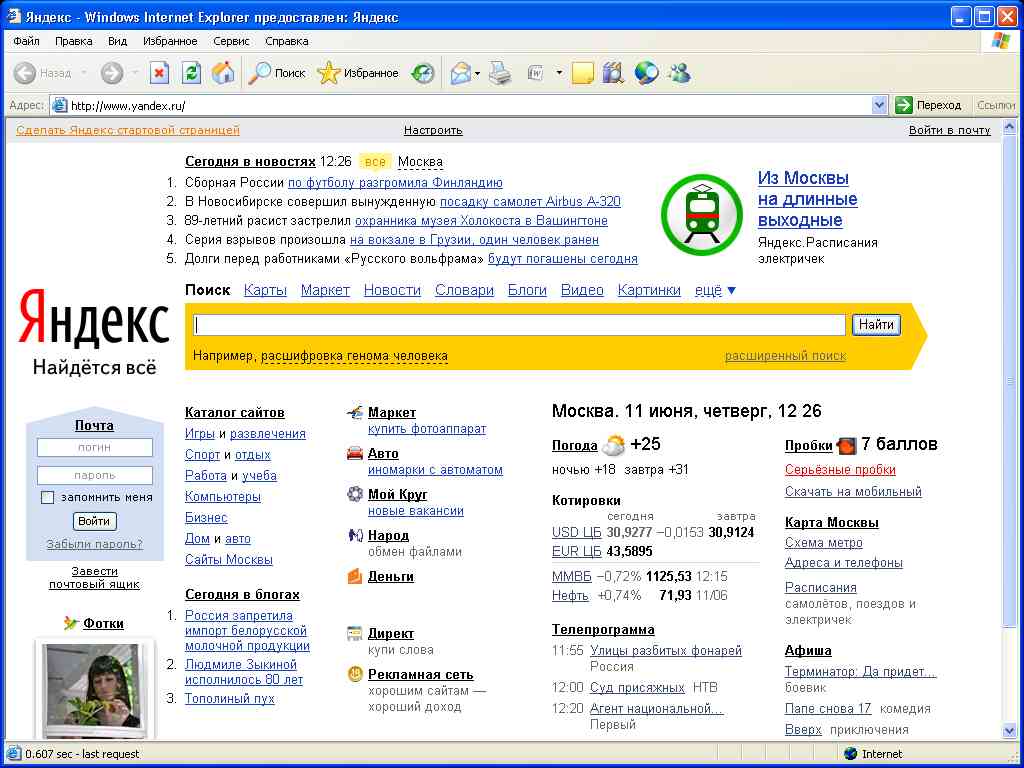 Яндекс - Windows Internet Explorer предоставлен: Яндекс
Файл Правка Вид Избранное Сервис Справка
Назад Поиск Избранное
Адрес: http://www.yandex.ru/ Переход Ссылки
Сделать Яндекс стартовой страницей Настроить Войти в почту
Сегодня в новостях 12:26 все Москва
1. Сборная России по футболу разгромила Финляндию
2. В Новосибирске совершил вынужденную посадку самолет Airbus A-320
3. 89-летний расист застрелил охранника музея Холокоста в Вашингтоне
4. Серия взрывов произошла на вокзале в Грузии, один человек ранен
5. Долги перед работниками «Русского вольфрама» будут погашены сегодня
Из Москвы
на длинные
выходные
Яндекс.Расписания
электричек
Яндекс
Найдётся всё
Поиск Карты Маркет Новости Словари Блоги Видео Картинки ещё ▼
Найти
Например, расшифровка генома человека расширенный поиск
Почта
логин
пароль
запомнить меня
Войти
Забыли пароль?
Завести
почтовый ящик
Фотки
Каталог сайтов
Игры и развлечения
Спорт и отдых
Работа и учеба
Компьютеры
Бизнес
Дом и авто
Сайты Москвы
Сегодня в блогах
1. Россия запретила
импорт белорусской
молочной продукции
2. Людмиле Зыкиной
исполнилось 80 лет
3. Тополиный пух
Маркет
купить фотоаппарат
Авто
иномарки с автоматом
Мой Круг
новые вакансии
Народ
обмен файлами
Деньги
Директ
купи слова
Рекламная сеть
хорошим сайтам —
хороший доход
Москва. 11 июня, четверг, 12 26
Погода +25
ночью +18 завтра +31
Котировки
сегодня завтра
USD ЦБ 30,9277 −0,0153 30,9124
EUR ЦБ 43,5895
ММВБ −0,72% 1125,53 12:15
Нефть +0,74% 71,93 11/06
Телепрограмма
11:55 Улицы разбитых фонарей
Россия
12:00 Суд присяжных НТВ
12:20 Агент национальной...
Первый
Пробки 7 баллов
Серьёзные пробки
Скачать на мобильный
Карта Москвы
Схема метро
Адреса и телефоны
Расписания
самолётов, поездов и
электричек
Афиша
Терминатор: Да придет...
боевик
Папе снова 17 комедия
Вверх приключения
0.607 sec - last request Internet